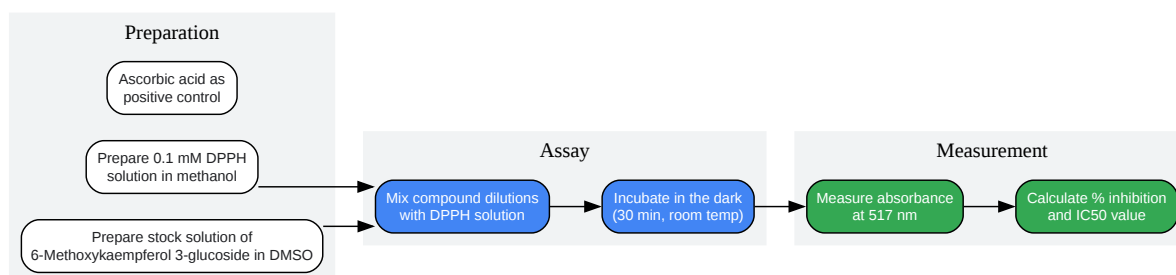 Preparation
Ascorbic acid as
positive control
Prepare 0.1 mM DPPH
solution in methanol
Prepare stock solution of
6-Methoxykaempferol 3-glucoside in DMSO
Assay
Mix compound dilutions
with DPPH solution
Incubate in the dark
(30 min, room temp)
Measurement
Measure absorbance
at 517 nm
Calculate % inhibition
and IC50 value